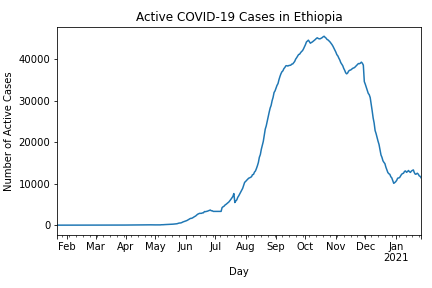 Active COVID-19 Cases in Ethiopia
Number of Active Cases
40000
30000
20000
10000
0
Feb Mar Apr May Jun Jul Aug Sep Oct Nov Dec Jan
2021
Day